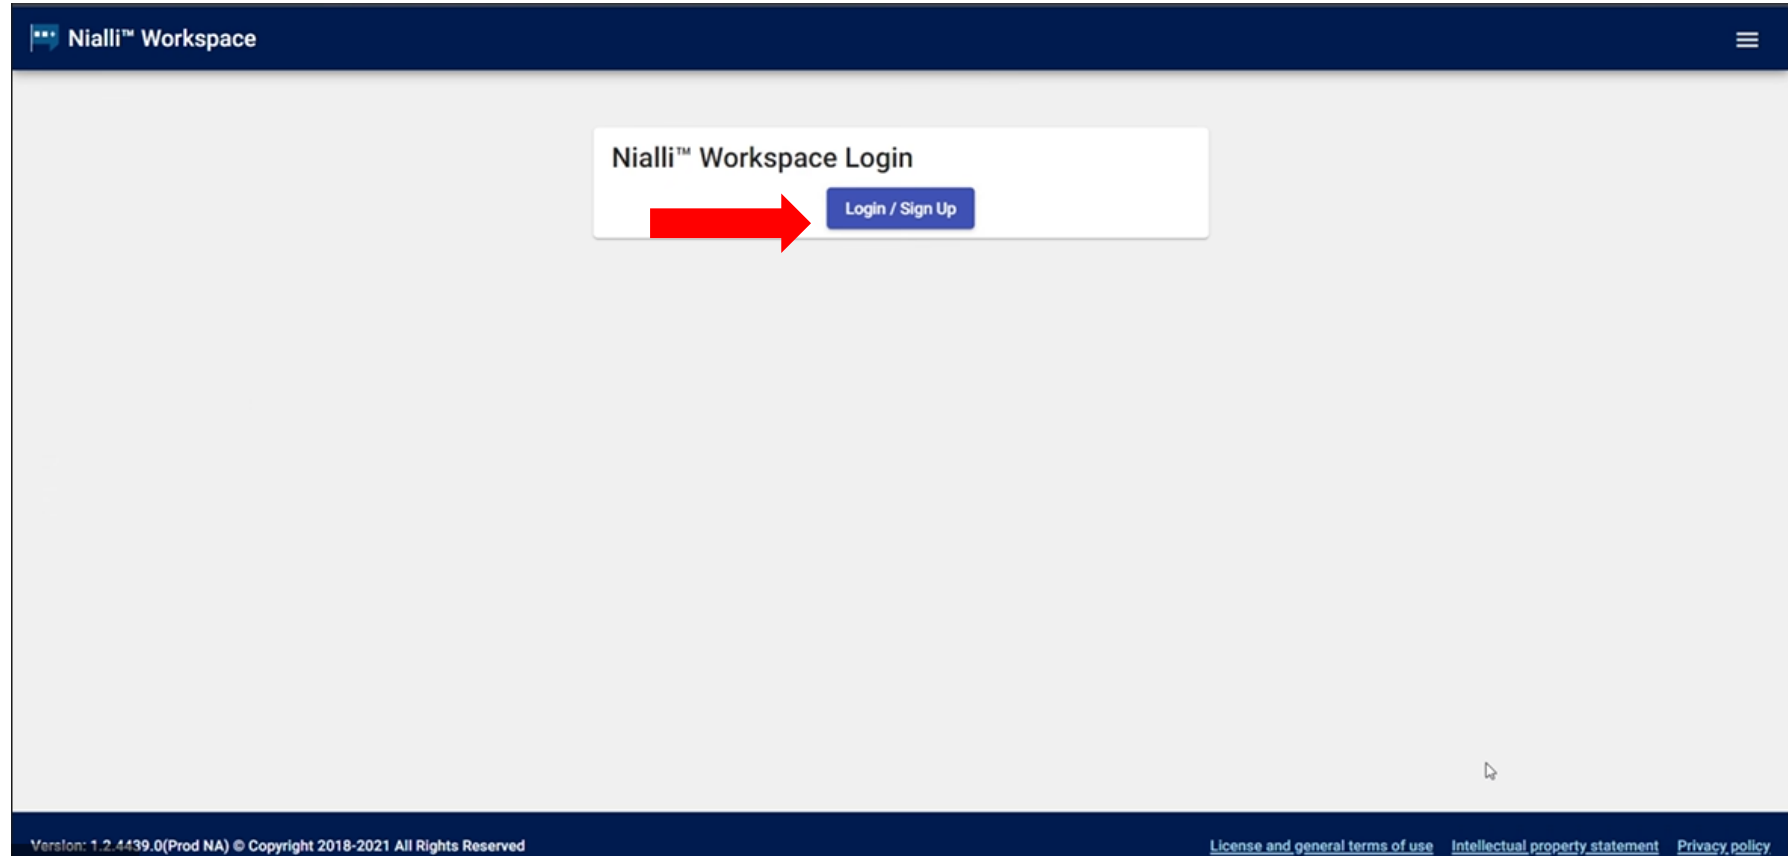 Nialli™ Workspace
Nialli™ Workspace Login
Login / Sign Up
Version: 1.2.4439.0(Prod NA) © Copyright 2018-2021 All Rights Reserved
License and general terms of use Intellectual property statement Privacy policy